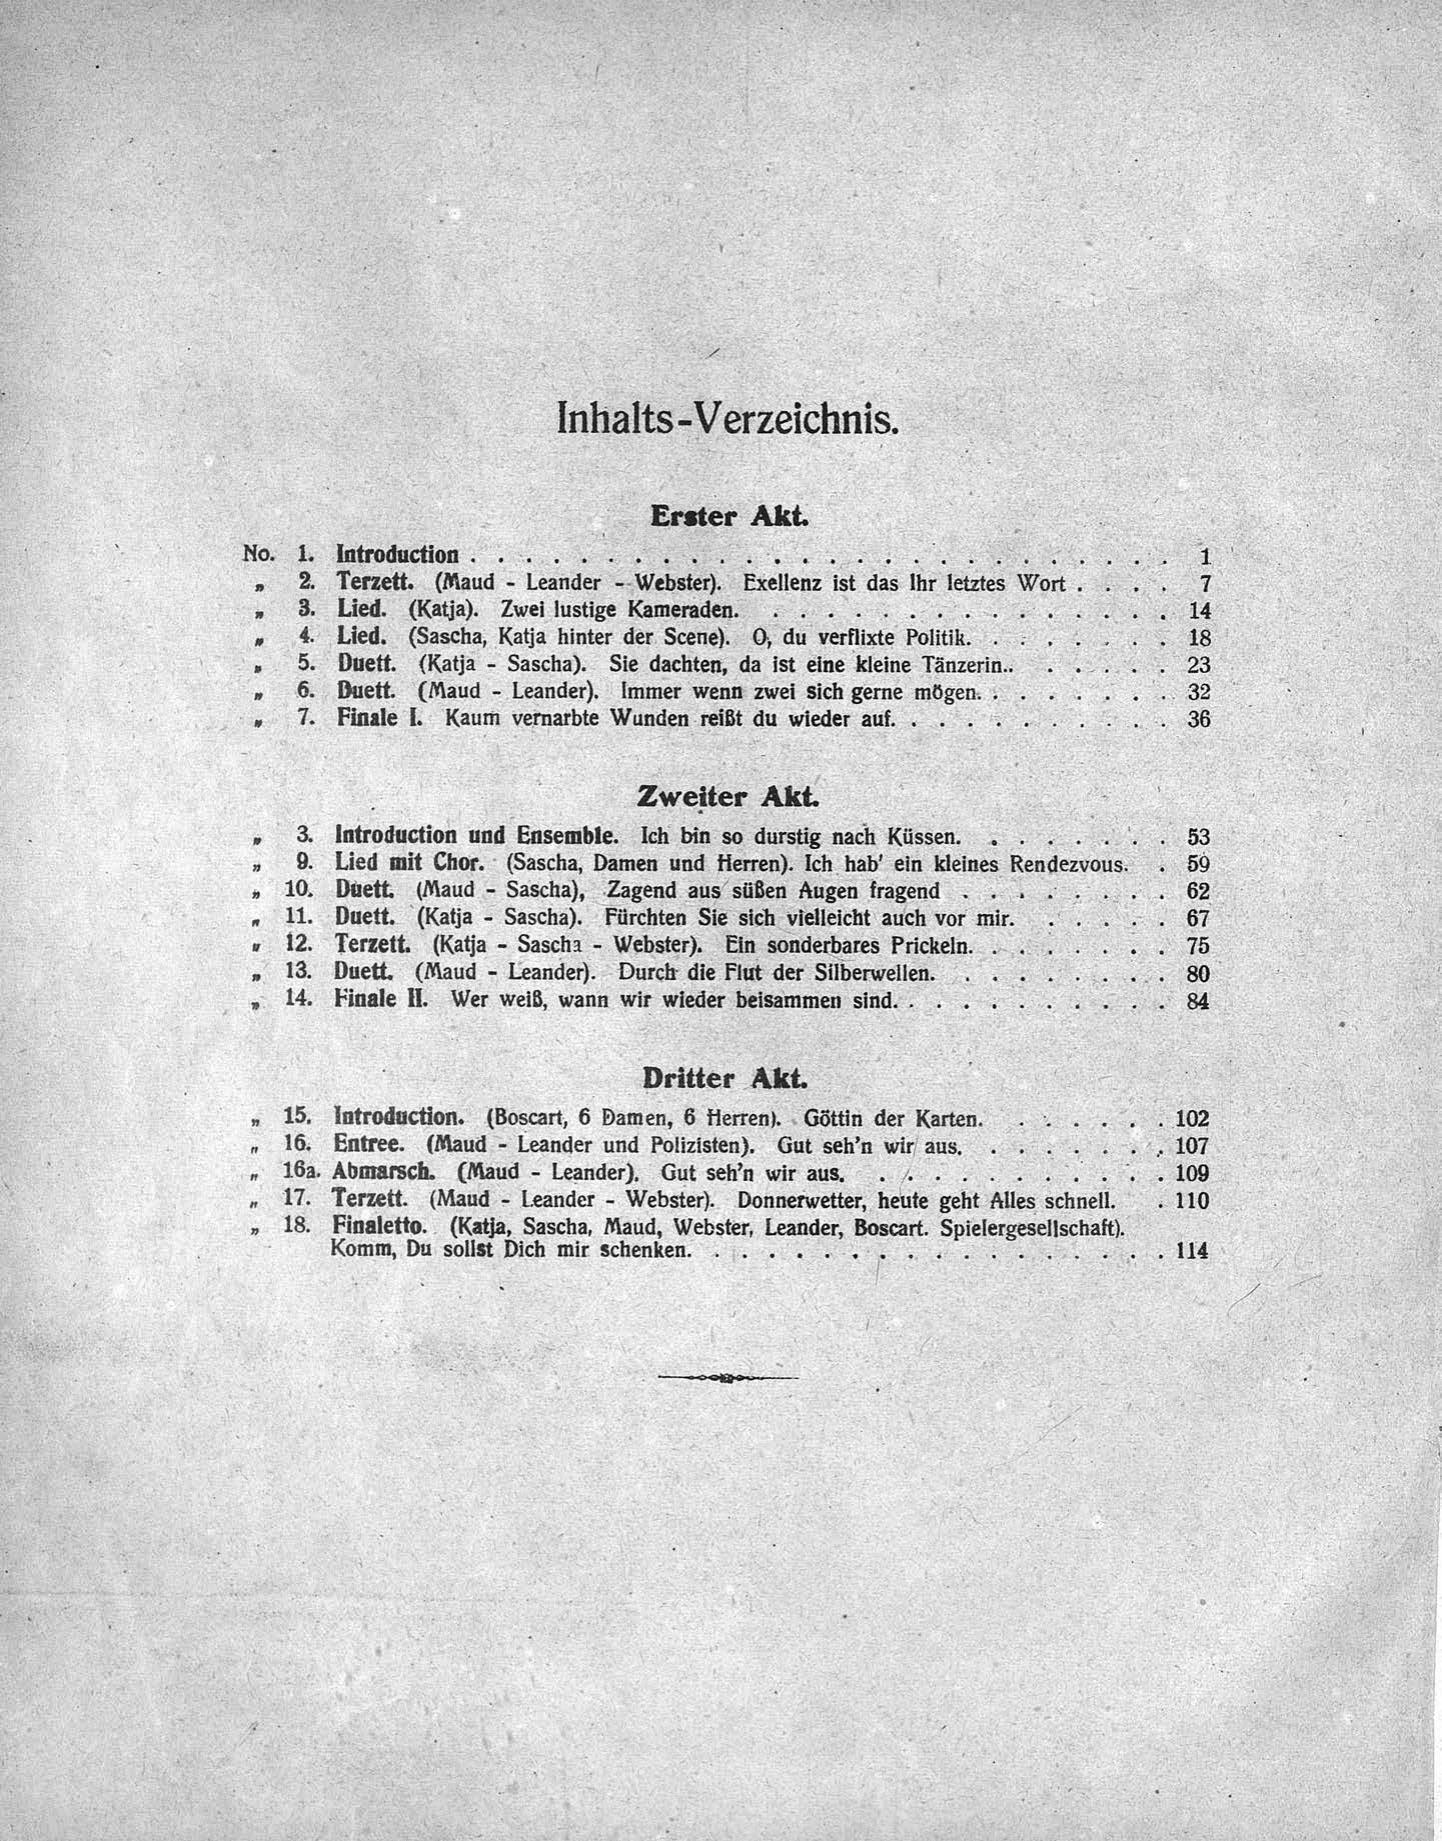 Inhalts-Verzeichnis.
Erster Akt.
No. 1. Introduction . . . . . . . . . . . . . . . . . . . . . . . . . . 1
„ 2. Terzett. (Maud - Leander - Webster). Exellenz ist das Ihr letztes Wort . . . . 7
„ 3. Lied. (Katja). Zwei lustige Kameraden. . . . . . . . . . . . . . . . 14
„ 4. Lied. (Sascha, Katja hinter der Scene). O, du verflixte Politik. . . . . . . . 18
„ 5. Duett. (Katja - Sascha). Sie dachten, da ist eine kleine Tänzerin.. . . . . . 23
„ 6. Duett. (Maud - Leander). Immer wenn zwei sich gerne mögen. . . . . . . . 32
„ 7. Finale I. Kaum vernarbte Wunden reißt du wieder auf. . . . . . . . . . . 36
Zweiter Akt.
„ 3. Introduction und Ensemble. Ich bin so durstig nach Küssen. . . . . . . . 53
„ 9. Lied mit Chor. (Sascha, Damen und Herren). Ich hab' ein kleines Rendezvous. . 59
„ 10. Duett. (Maud - Sascha), Zagend aus süßen Augen fragend . . . . . . . . 62
„ 11. Duett. (Katja - Sascha). Fürchten Sie sich vielleicht auch vor mir. . . . . . 67
„ 12. Terzett. (Katja - Sascha - Webster). Ein sonderbares Prickeln. . . . . . . . 75
„ 13. Duett. (Maud - Leander). Durch die Flut der Silberwellen. . . . . . . . . 80
„ 14. Finale II. Wer weiß, wann wir wieder beisammen sind. . . . . . . . . . . 84
Dritter Akt.
„ 15. Introduction. (Boscart, 6 Damen, 6 Herren). Göttin der Karten. . . . . . . 102
„ 16. Entree. (Maud - Leander und Polizisten). Gut seh'n wir aus. . . . . . . . 107
„ 16a. Abmarsch. (Maud - Leander). Gut seh'n wir aus. . . . . . . . . . . . 109
„ 17. Terzett. (Maud - Leander - Webster). Donnerwetter, heute geht Alles schnell. . 110
„ 18. Finaletto. (Katja, Sascha, Maud, Webster, Leander, Boscart. Spielergesellschaft).
Komm, Du sollst Dich mir schenken. . . . . . . . . . . . . . . . . . 114